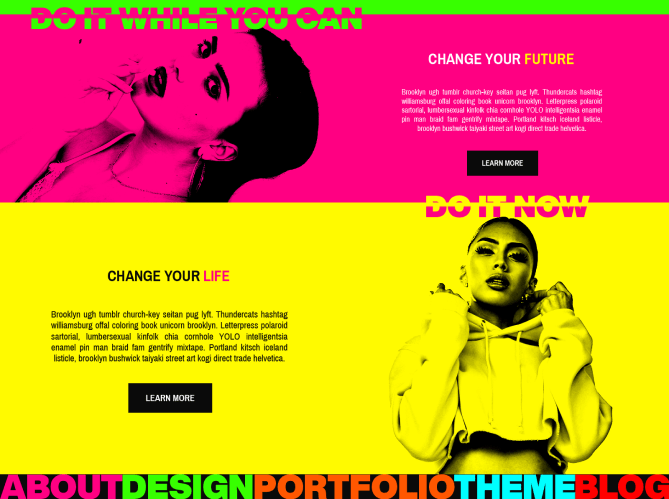 DO IT WHILE YOU CAN
CHANGE YOUR FUTURE
Brooklyn ugh tumblr church-key seitan pug lyft. Thundercats hashtag
williamsburg offal coloring book unicorn brooklyn. Letterpress polaroid
sartorial, lumbersexual kinfolk chia cornhole YOLO intelligentsia enamel
pin man braid fam gentrify mixtape. Portland kitsch iceland listicle,
brooklyn bushwick taiyaki street art kogi direct trade helvetica.
LEARN MORE
DO IT NOW
CHANGE YOUR LIFE
Brooklyn ugh tumblr church-key seitan pug lyft. Thundercats hashtag
williamsburg offal coloring book unicorn brooklyn. Letterpress polaroid
sartorial, lumbersexual kinfolk chia cornhole YOLO intelligentsia
enamel pin man braid fam gentrify mixtape. Portland kitsch iceland
listicle, brooklyn bushwick taiyaki street art kogi direct trade helvetica.
LEARN MORE
ABOUTDESIGNPORTFOLIOTHEMEBLOG